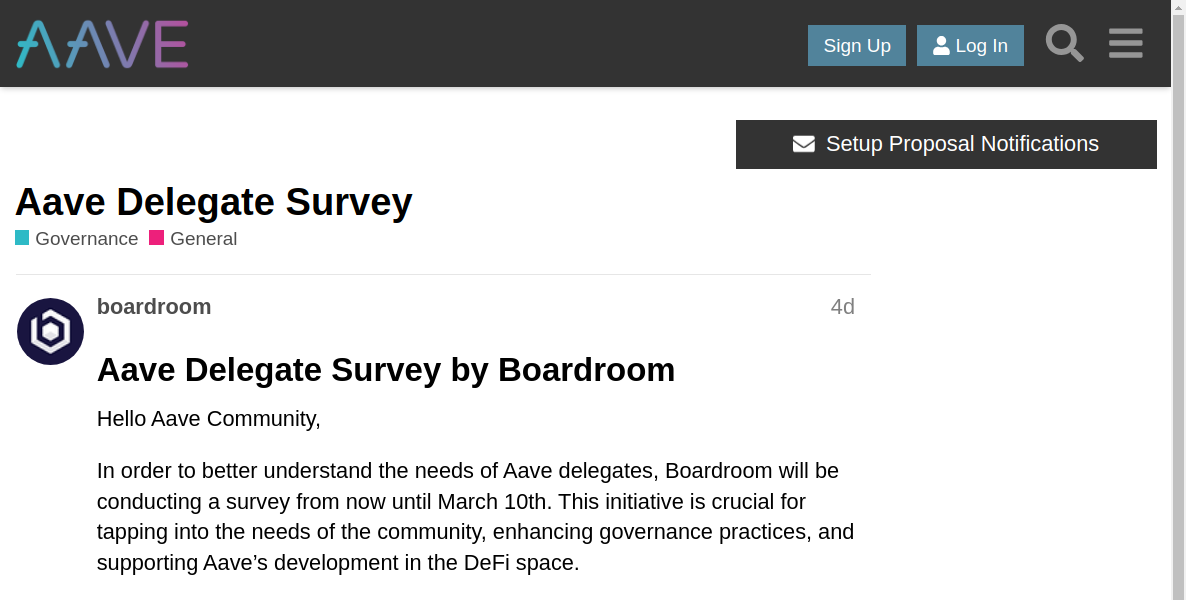 AAVE
Sign Up
Log In
Setup Proposal Notifications
Aave Delegate Survey
Governance General
boardroom 4d
Aave Delegate Survey by Boardroom
Hello Aave Community,
In order to better understand the needs of Aave delegates, Boardroom will be
conducting a survey from now until March 10th. This initiative is crucial for
tapping into the needs of the community, enhancing governance practices, and
supporting Aave’s development in the DeFi space.